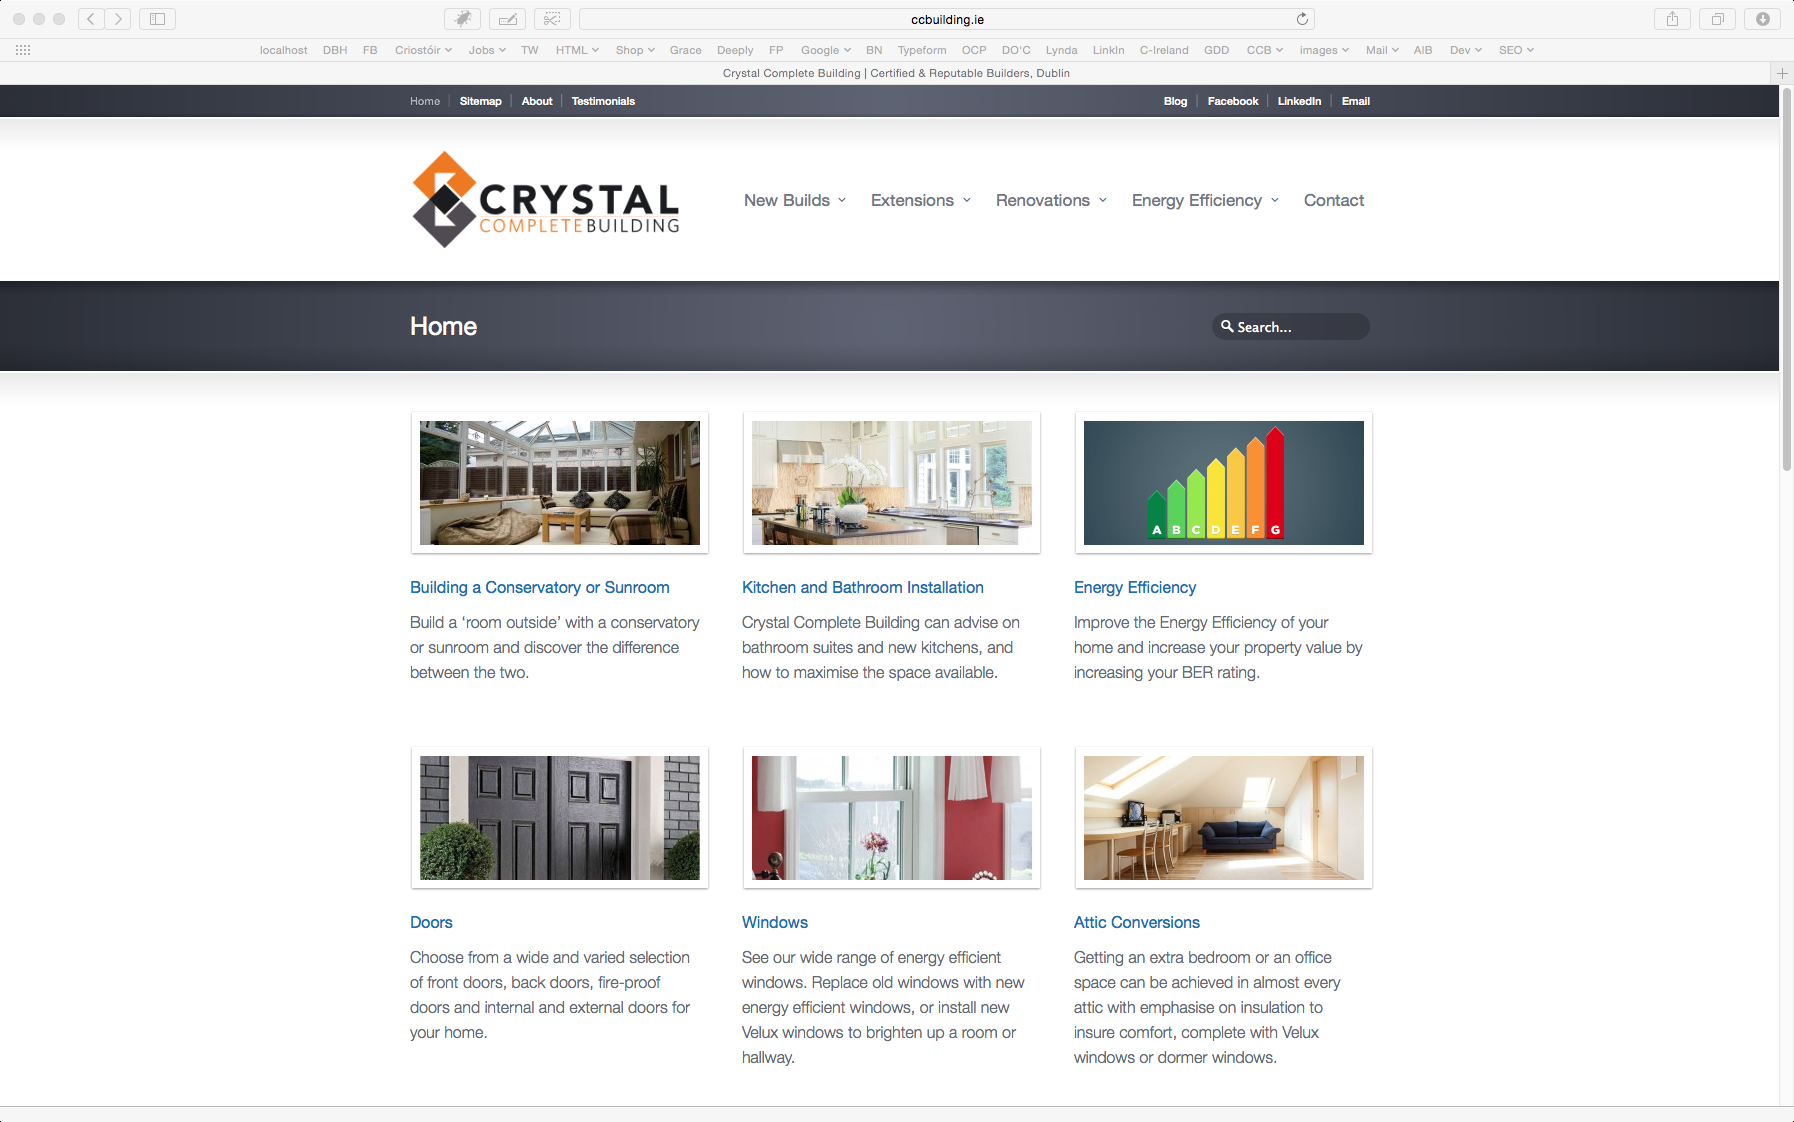 ccbuilding.ie
localhost DBH FB Criostóir Jobs TW HTML Shop Grace Deeply FP Google BN Typeform OCP DO'C Lynda LinkIn C-Ireland GDD CCB images Mail AIB Dev SEO
Crystal Complete Building | Certified & Reputable Builders, Dublin
Home Sitemap About Testimonials Blog Facebook LinkedIn Email
CRYSTAL
COMPLETEBUILDING
New Builds Extensions Renovations Energy Efficiency Contact
Home
Search...
A B C D E F G
Building a Conservatory or Sunroom
Build a ‘room outside’ with a conservatory
or sunroom and discover the difference
between the two.
Kitchen and Bathroom Installation
Crystal Complete Building can advise on
bathroom suites and new kitchens, and
how to maximise the space available.
Energy Efficiency
Improve the Energy Efficiency of your
home and increase your property value by
increasing your BER rating.
Doors
Choose from a wide and varied selection
of front doors, back doors, fire-proof
doors and internal and external doors for
your home.
Windows
See our wide range of energy efficient
windows. Replace old windows with new
energy efficient windows, or install new
Velux windows to brighten up a room or
hallway.
Attic Conversions
Getting an extra bedroom or an office
space can be achieved in almost every
attic with emphasise on insulation to
insure comfort, complete with Velux
windows or dormer windows.